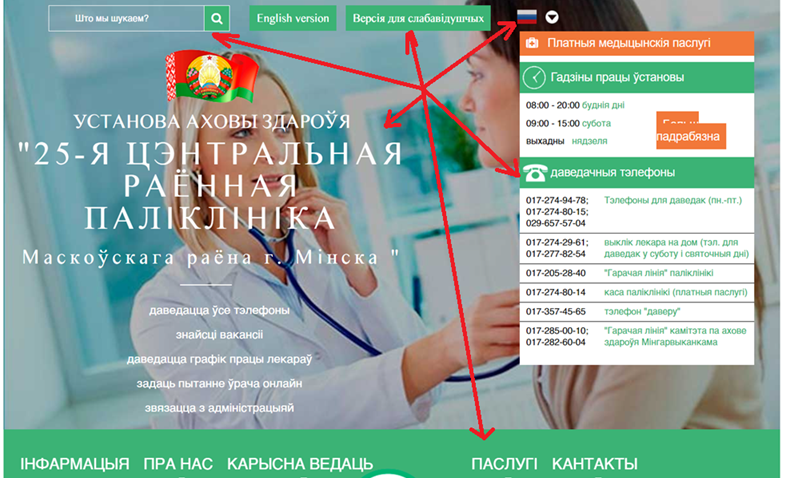 Што мы шукаем?
English version
Версія для слабавідушчых
УСТАНОВА АХОВЫ ЗДАРОЎЯ
"25-Я ЦЭНТРАЛЬНАЯ
РАЁННАЯ
ПАЛІКЛІНІКА
Маскоўскага раёна г. Мінска "
даведацца ўсе тэлефоны
знайсці вакансіі
даведацца графік працы лекараў
задаць пытанне ўрача онлайн
звязацца з адміністрацыяй
Платныя медыцынскія паслугі
Гадзіны працы ўстановы
08:00 - 20:00 буднія дні
09:00 - 15:00 субота
выхадны нядзеля
падрабязна
даведачныя тэлефоны
017-274-94-78; Тэлефоны для даведак (пн.-пт.)
017-274-80-15;
029-657-57-04
017-274-29-61; выклік лекара на дом (тэл. для
017-277-82-54 даведак у суботу і святочныя дні)
017-205-28-40 "Гарачая лінія" паліклінікі
017-274-80-14 каса паліклінікі (платныя паслугі)
017-357-45-65 тэлефон "даверу"
017-285-00-10; "Гарачая лінія" камітэта па ахове
017-282-60-04 здароўя Мінгарвыканкама
ІНФАРМАЦЫЯ ПРА НАС КАРЫСНА ВЕДАЦЬ ПАСЛУГІ КАНТАКТЫ